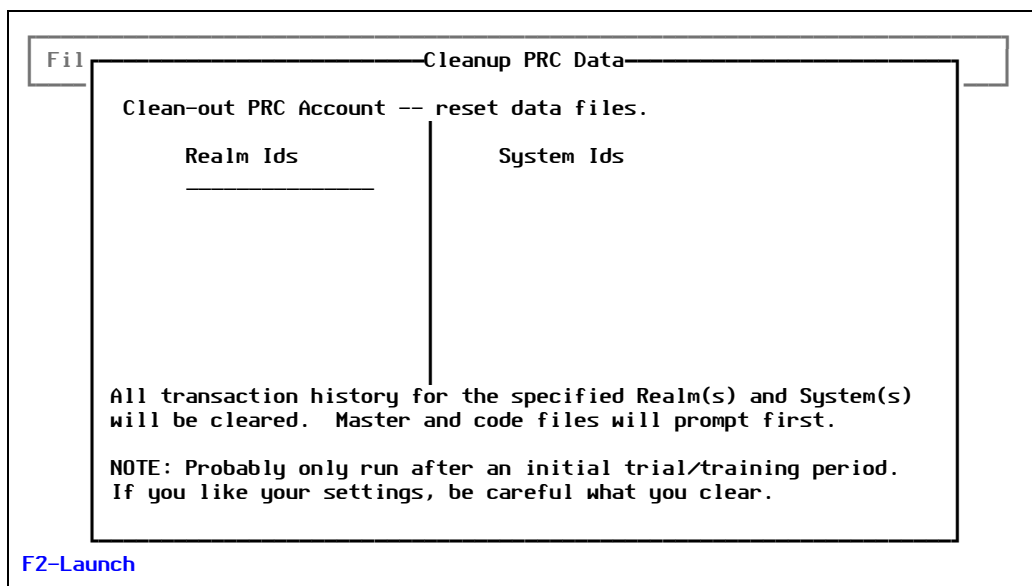 Fil
Cleanup PRC Data
Clean-out PRC Account -- reset data files.
Realm Ids System Ids
_______________
All transaction history for the specified Realm(s) and System(s)
will be cleared. Master and code files will prompt first.
NOTE: Probably only run after an initial trial/training period.
If you like your settings, be careful what you clear.
F2-Launch